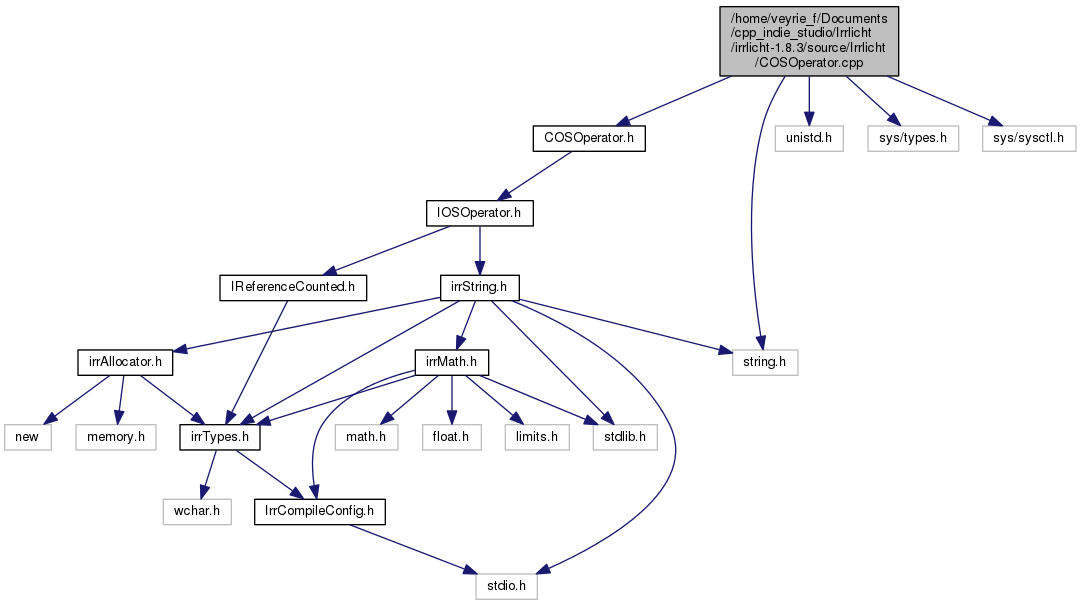 /home/veyrie_f/Documents
/cpp_indie_studio/Irrlicht
/irrlicht-1.8.3/source/Irrlicht
/COSOperator.cpp
COSOperator.h
unistd.h
sys/types.h
sys/sysctl.h
IOSOperator.h
IReferenceCounted.h
irrString.h
irrAllocator.h
irrMath.h
string.h
new
memory.h
irrTypes.h
math.h
float.h
limits.h
stdlib.h
wchar.h
IrrCompileConfig.h
stdio.h